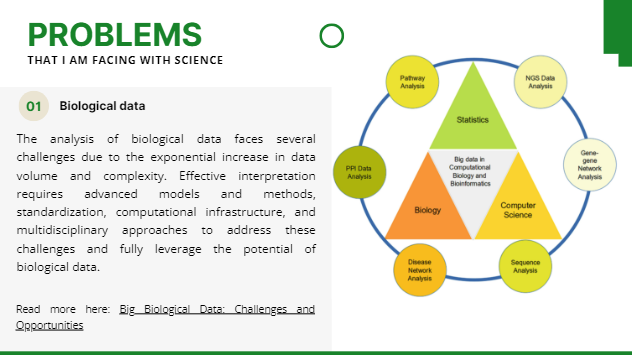 PROBLEMS
THAT I AM FACING WITH SCIENCE
01 Biological data
The analysis of biological data faces several
challenges due to the exponential increase in data
volume and complexity. Effective interpretation
requires advanced models and methods,
standardization, computational infrastructure, and
multidisciplinary approaches to address these
challenges and fully leverage the potential of
biological data.
Read more here: Big Biological Data: Challenges and
Opportunities
Pathway
Analysis
NGS Data
Analysis
Statistics
PPI Data
Analysis
Big data in
Computational
Biology and
Bioinformatics
Gene-
gene
Network
Analysis
Biology
Computer
Science
Disease
Network
Analysis
Sequence
Analysis